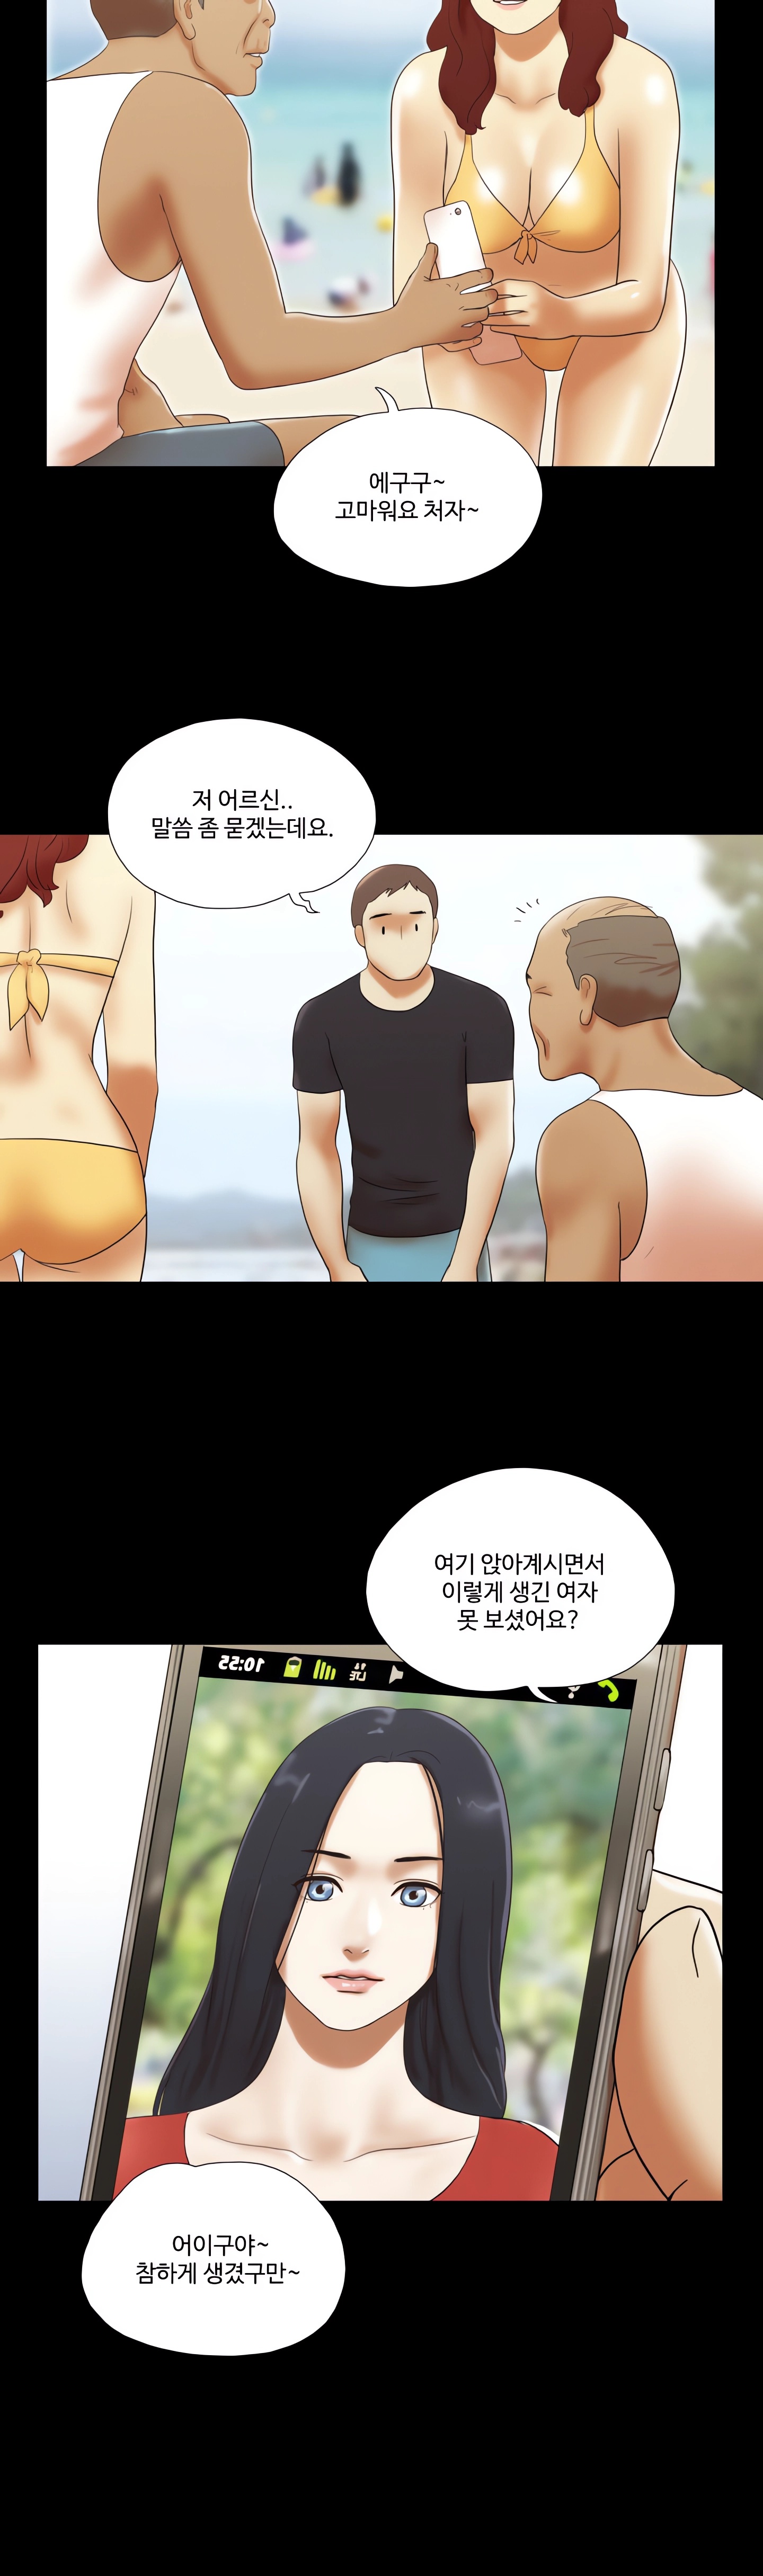 에구구~
고마워요 처자~
저 어르신..
말씀 좀 묻겠는데요.
여기 앉아계시면서
이렇게 생긴 여자
못 보셨어요?
10:55
LTE
어이구야~
참하게 생겼구만~